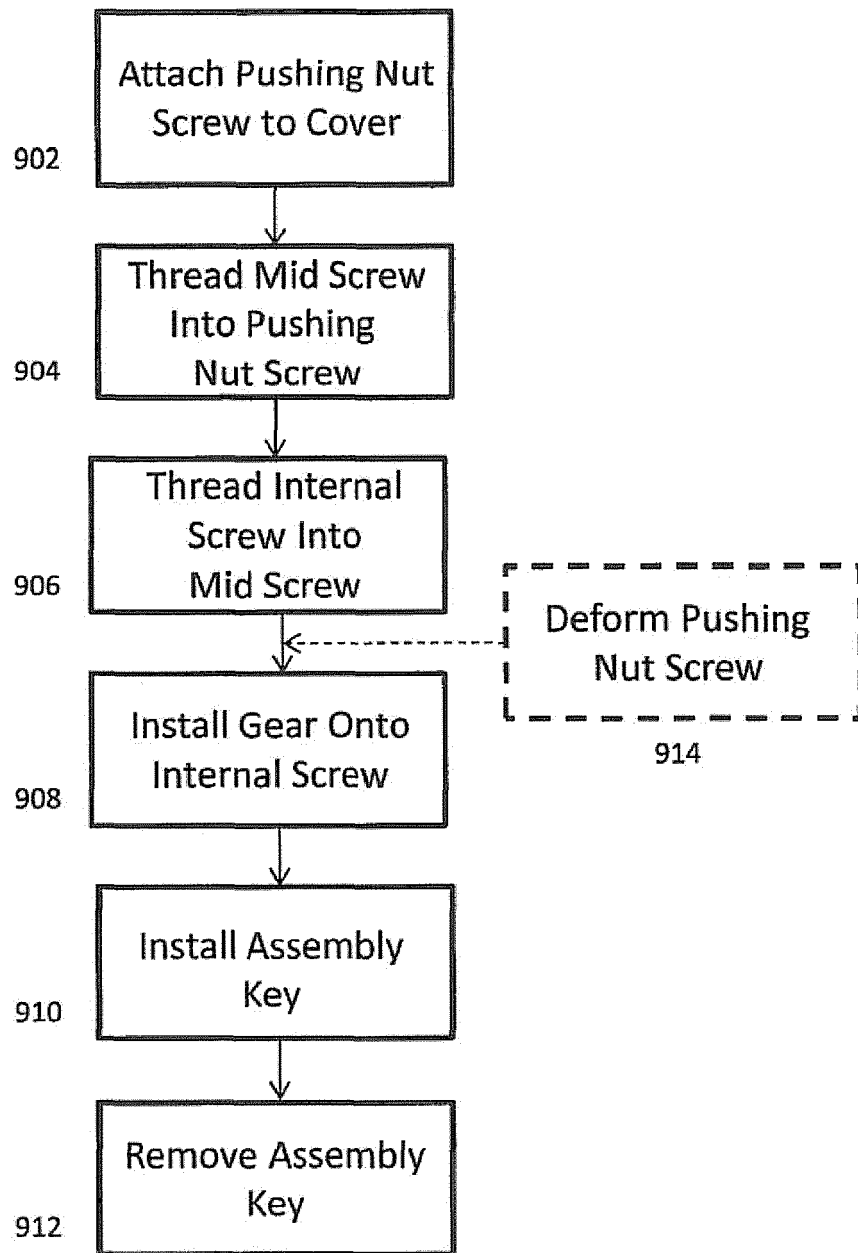 Attach Pushing Nut
Screw to Cover
902
Thread Mid Screw
Into Pushing
Nut Screw
904
Thread Internal
Screw Into
Mid Screw
906
Deform Pushing
Nut Screw
914
Install Gear Onto
Internal Screw
908
Install Assembly
Key
910
Remove Assembly
Key
912